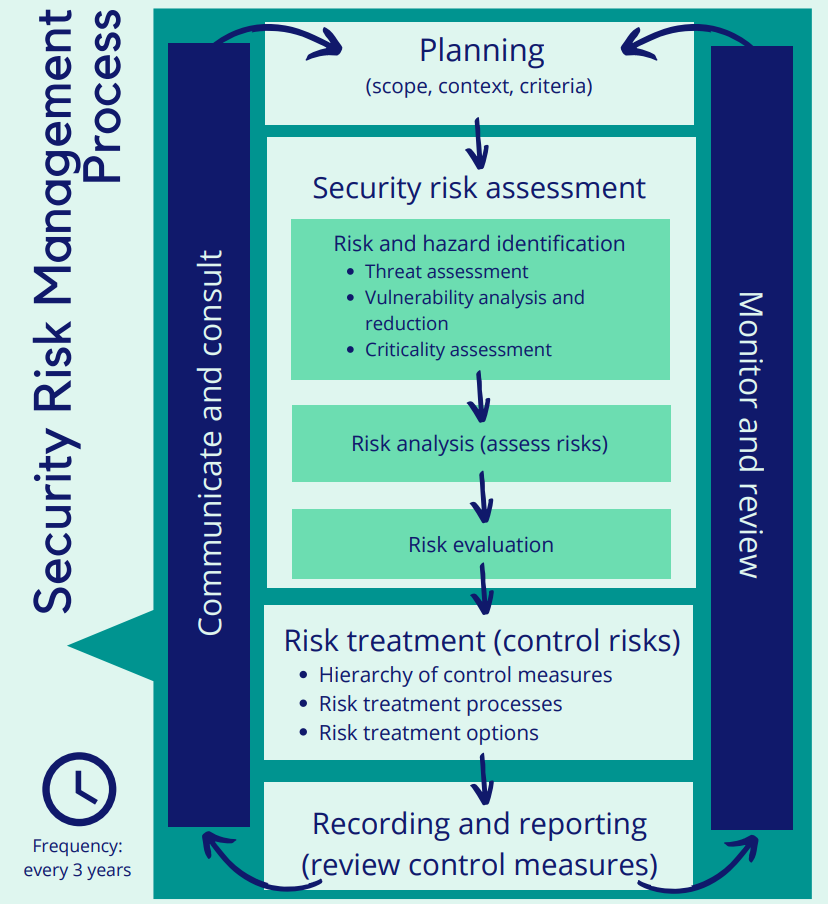 Security Risk Management
Process
Communicate and consult
Planning
(scope, context, criteria)
Security risk assessment
Risk and hazard identification
• Threat assessment
• Vulnerability analysis and
reduction
• Criticality assessment
Risk analysis (assess risks)
Risk evaluation
Risk treatment (control risks)
• Hierarchy of control measures
• Risk treatment processes
• Risk treatment options
Recording and reporting
(review control measures)
Monitor and review
Frequency:
every 3 years